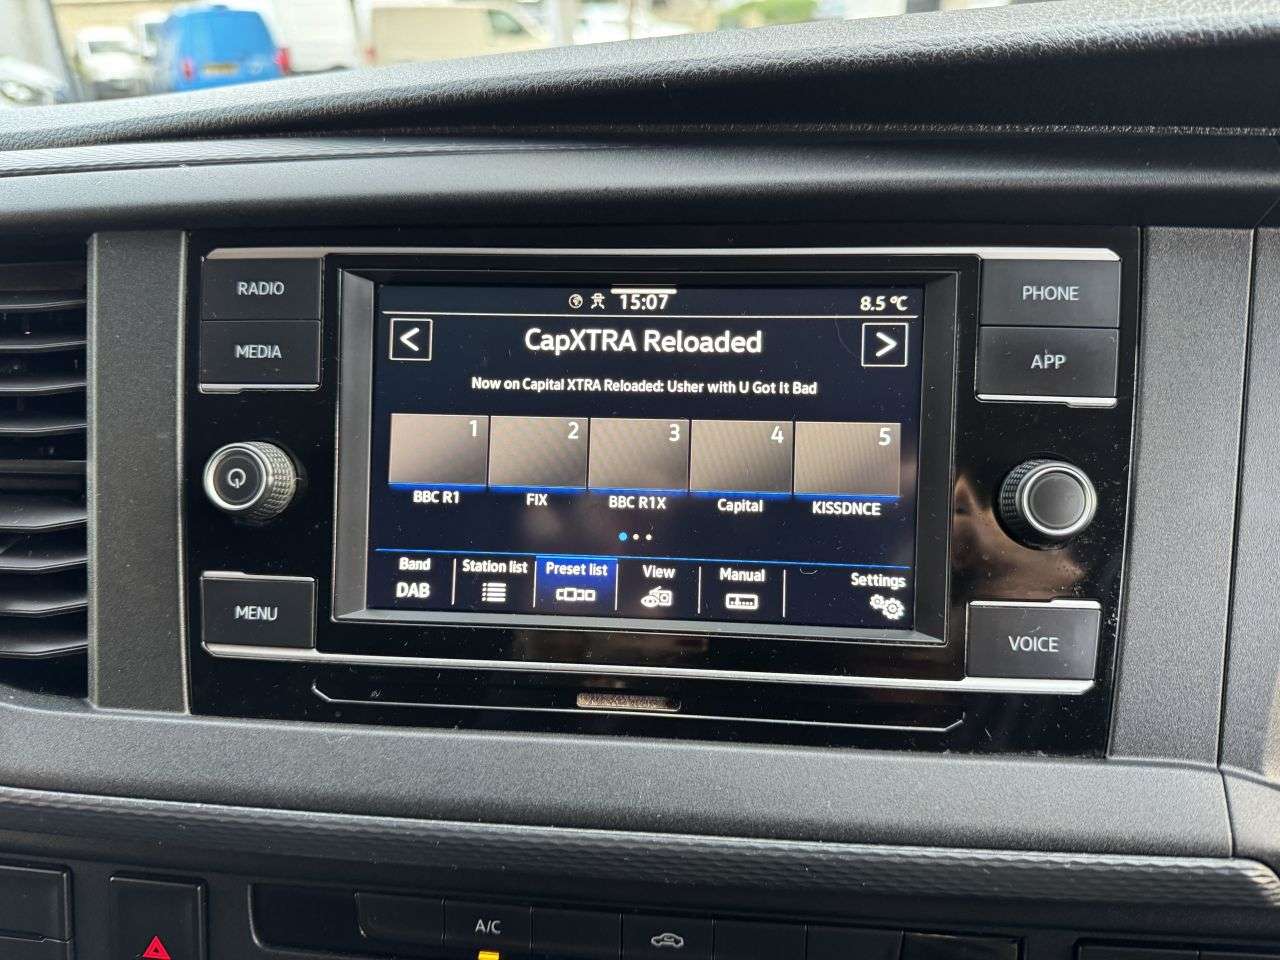 RADIO
MEDIA
MENU
15:07
8.5 °C
< CapXTRA Reloaded >
Now on Capital XTRA Reloaded: Usher with U Got It Bad
1 2 3 4 5
BBC R1 FIX BBC R1X Capital KISSDNCE
Band Station list Preset list View Manual Settings
DAB
PHONE
APP
VOICE
A/C